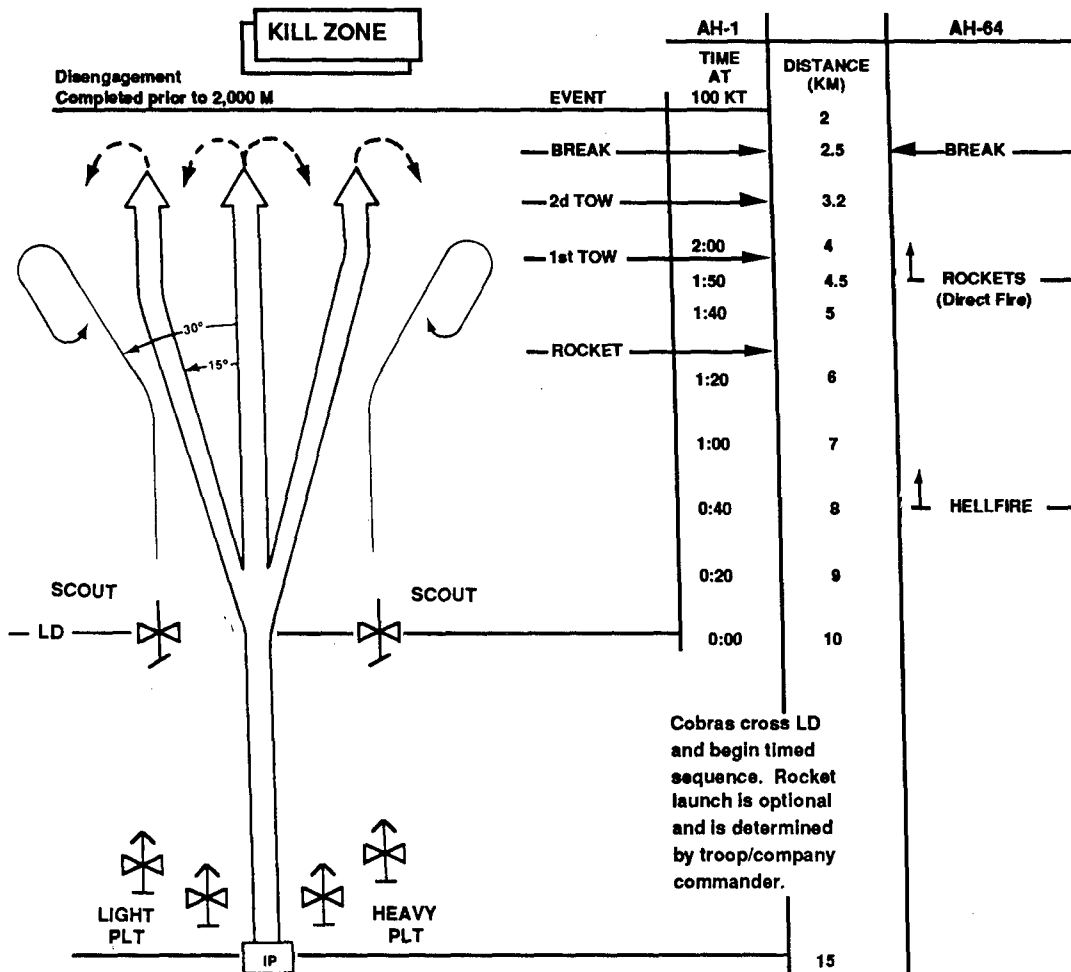 KILL ZONE
AH-1
AH-64
Disengagement
Completed prior to 2,000 M
EVENT
TIME
AT
100 KT
DISTANCE
(KM)
2
BREAK
2.5
BREAK
2d TOW
3.2
1st TOW
2:00
4
1:50
4.5
ROCKETS
(Direct Fire)
1:40
5
30°
15°
ROCKET
1:20
6
1:00
7
0:40
8
HELLFIRE
0:20
9
SCOUT
SCOUT
LD
0:00
10
Cobras cross LD
and begin timed
sequence. Rocket
launch is optional
and is determined
by troop/company
commander.
LIGHT
PLT
HEAVY
PLT
IP
15